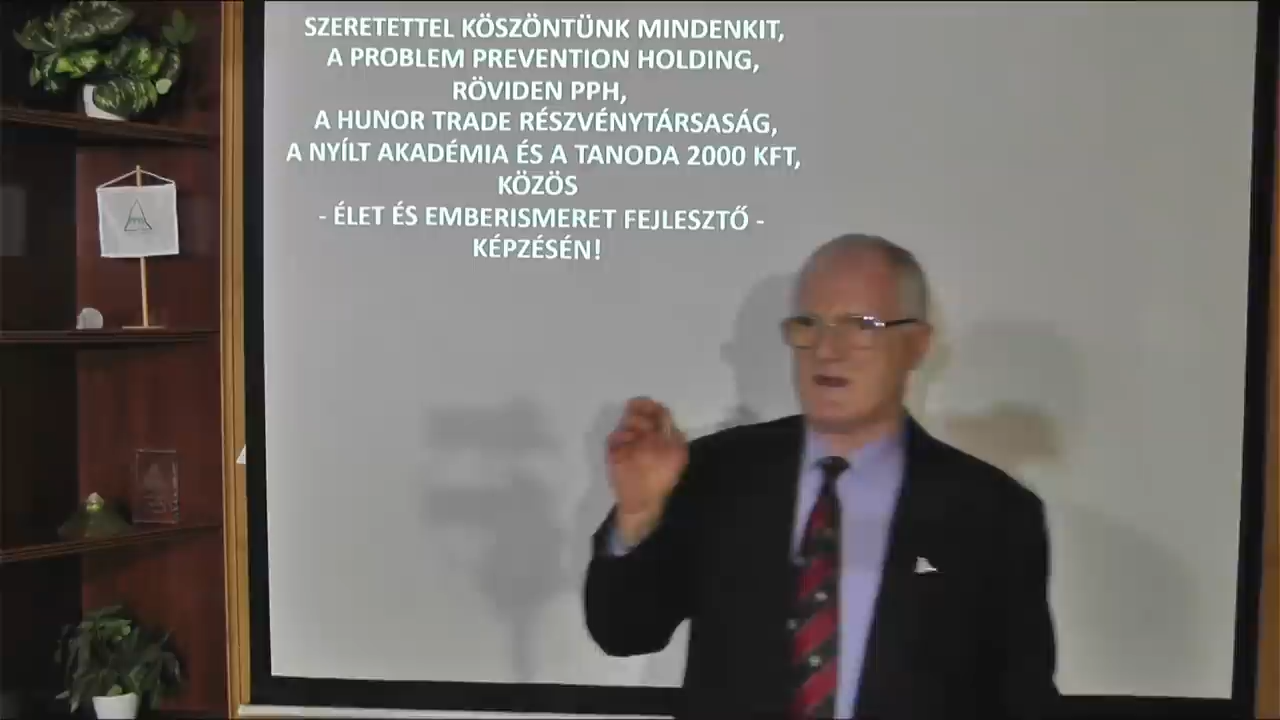 SZERETETTEL KÖSZÖNTÜNK MINDENKIT,
A PROBLEM PREVENTION HOLDING,
RÖVIDEN PPH,
A HUNOR TRADE RÉSZVÉNYTÁRSASÁG,
A NYÍLT AKADÉMIA ÉS A TANODA 2000 KFT,
KÖZÖS
- ÉLET ÉS EMBERISMERET FEJLESZTŐ -
KÉPZÉSÉN!